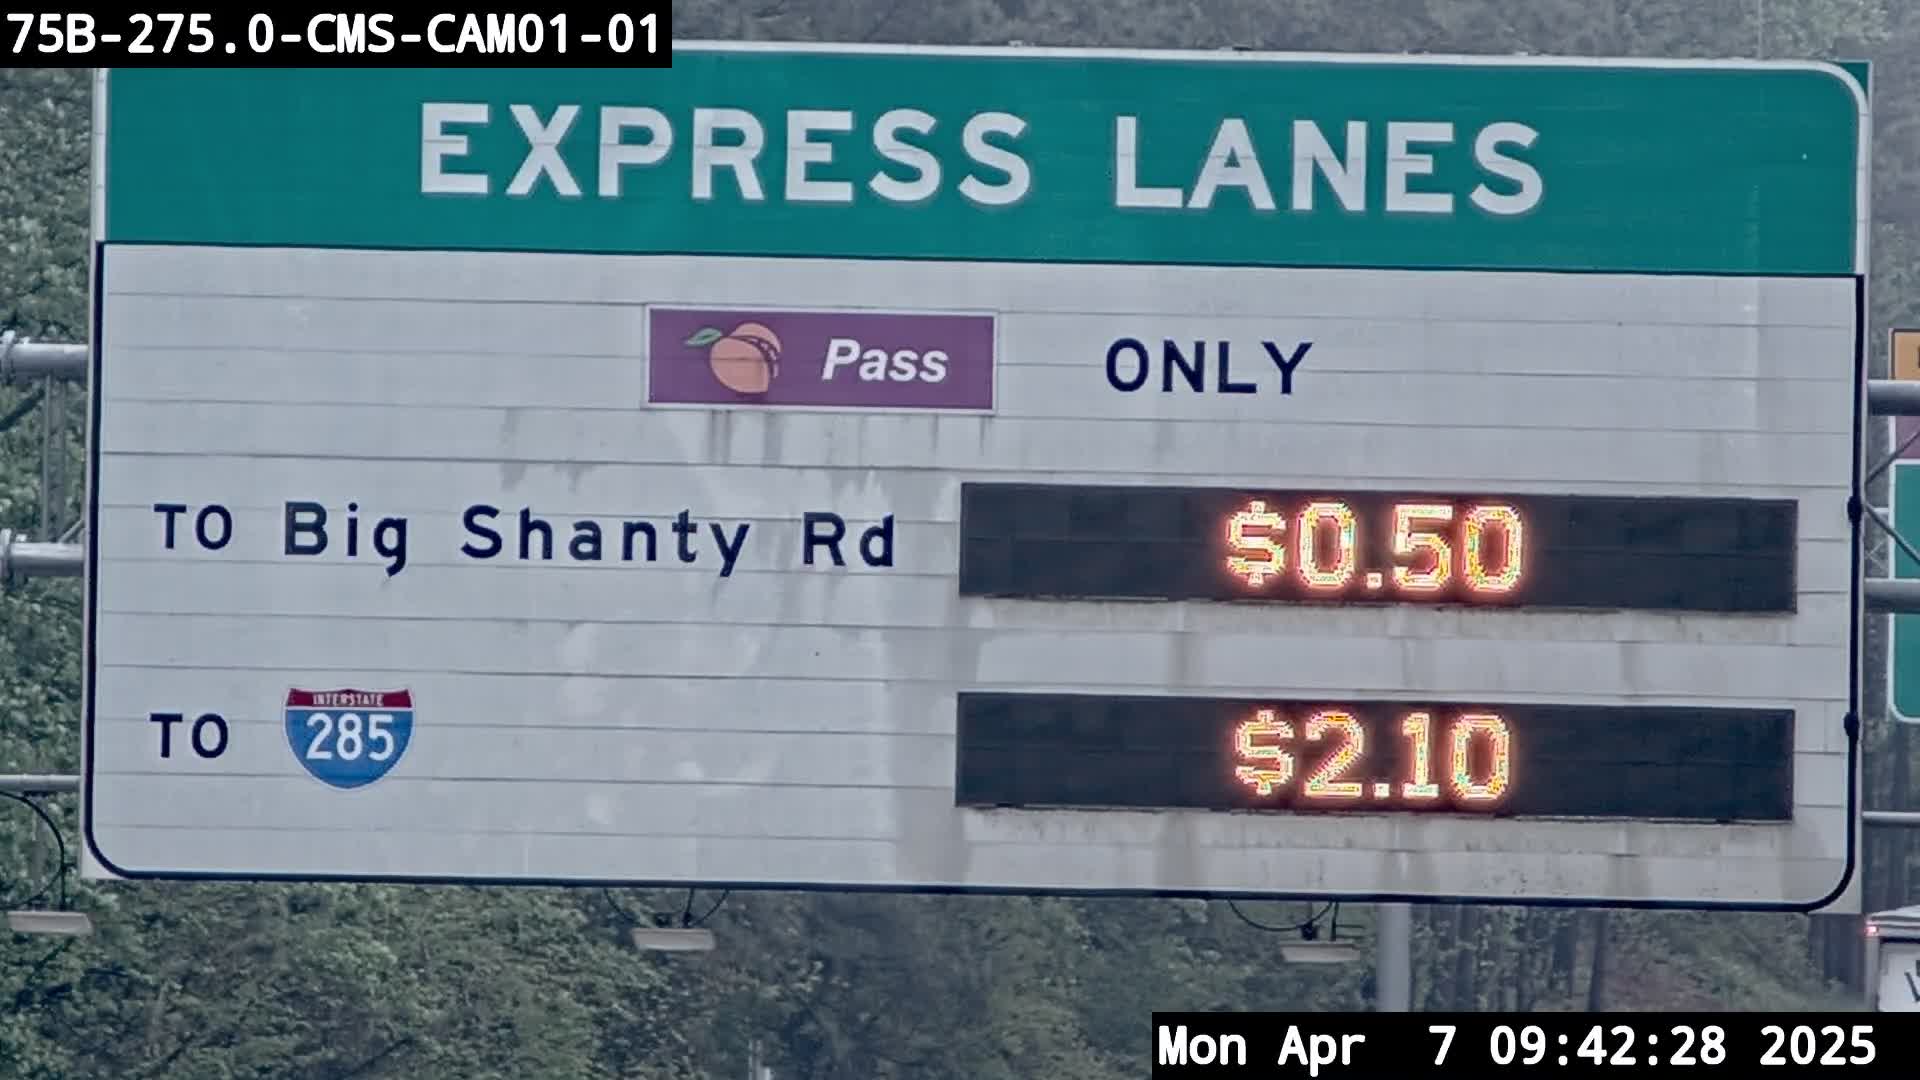 75B-275.0-CMS-CAM01-01
EXPRESS LANES
Pass ONLY
TO Big Shanty Rd $0.50
INTERSTATE
TO 285 $2.10
Mon Apr 7 09:42:28 2025